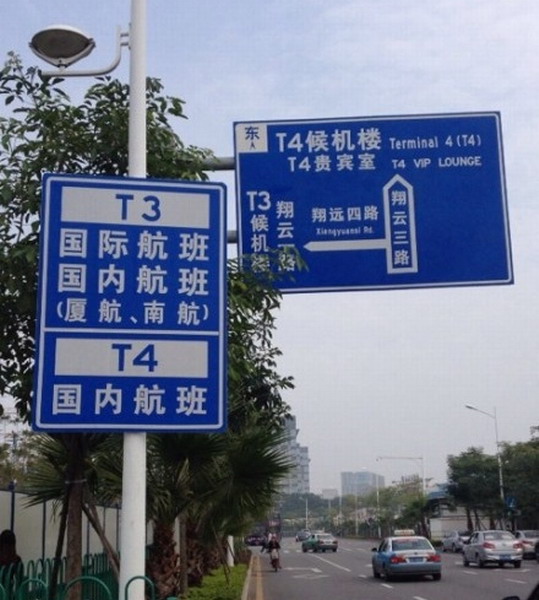 T3
国际航班
国内航班
(厦航、南航)
T4
国内航班
东
T4候机楼 Terminal 4 (T4)
T4贵宾室 T4 VIP LOUNGE
T3候机楼
翔云
路
翔远四路
Xiangyuansi Rd.
翔云三路